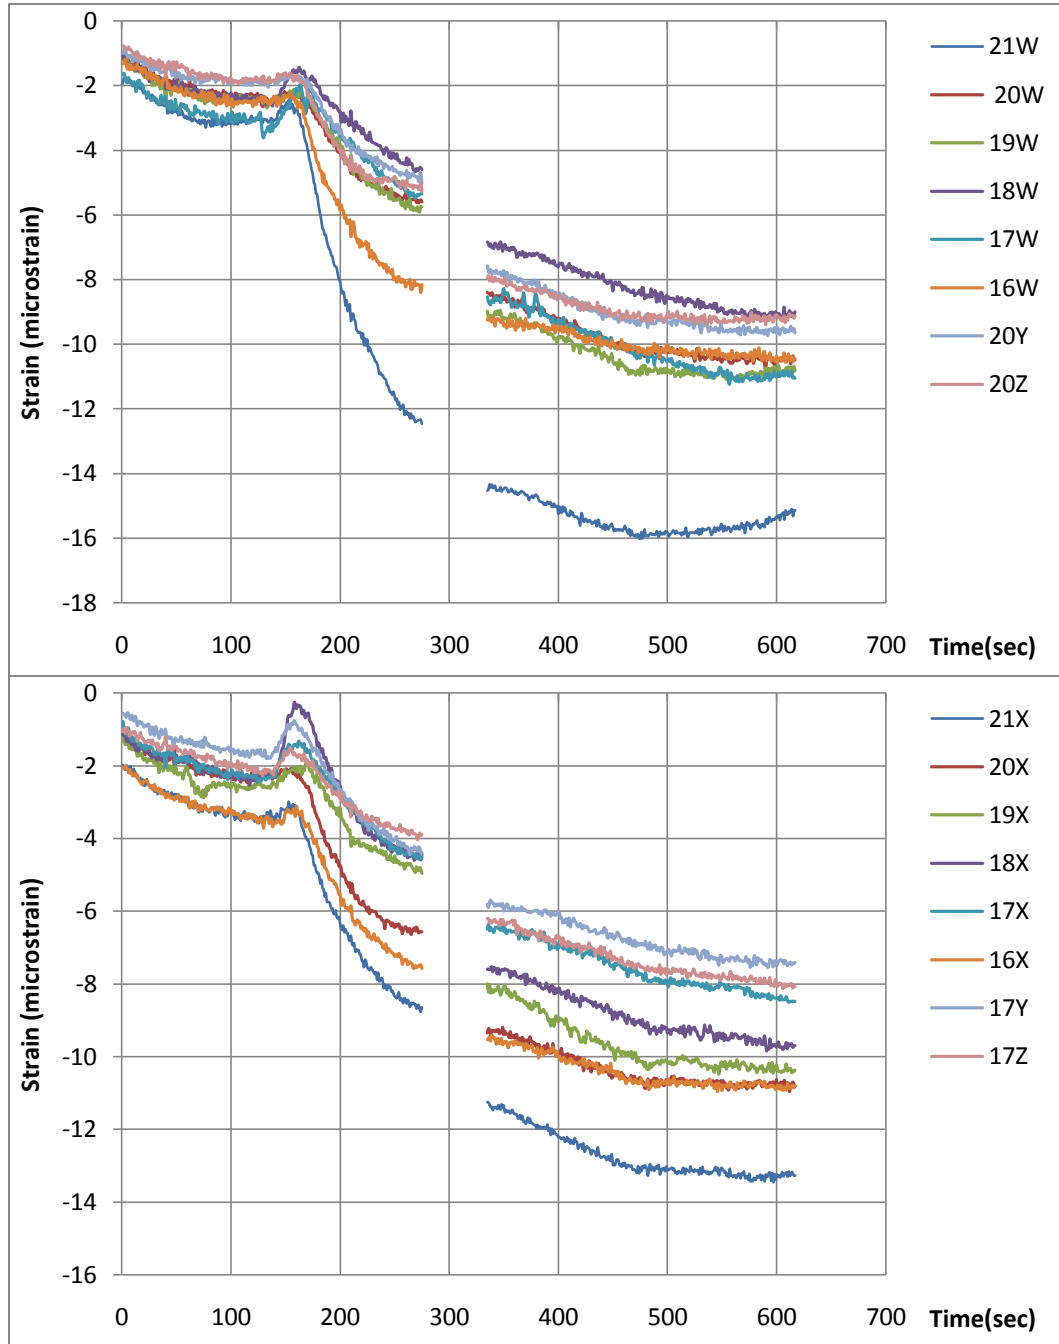 0
-2
-4
-6
-8
-10
-12
-14
-16
-18
Strain (microstrain)
0 100 200 300 400 500 600 700 Time(sec)
21W
20W
19W
18W
17W
16W
20Y
20Z
0
-2
-4
-6
-8
-10
-12
-14
-16
Strain (microstrain)
0 100 200 300 400 500 600 700 Time(sec)
21X
20X
19X
18X
17X
16X
17Y
17Z